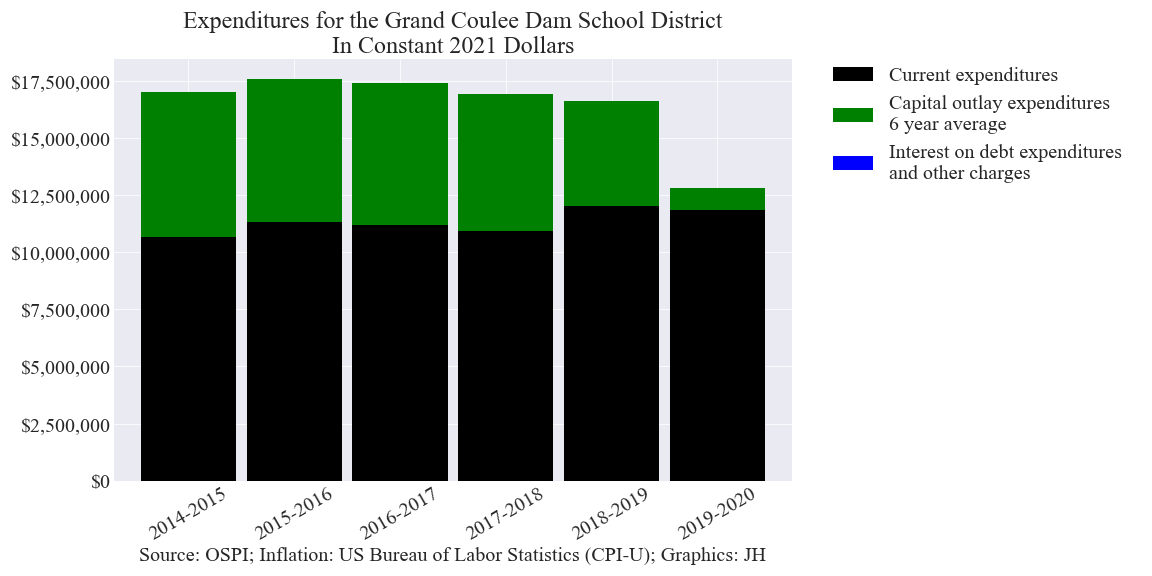 Expenditures for the Grand Coulee Dam School District
In Constant 2021 Dollars
$17,500,000
$15,000,000
$12,500,000
$10,000,000
$7,500,000
$5,000,000
$2,500,000
$0
2014-2015
2015-2016
2016-2017
2017-2018
2018-2019
2019-2020
Source: OSPI; Inflation: US Bureau of Labor Statistics (CPI-U); Graphics: JH
Current expenditures
Capital outlay expenditures
6 year average
Interest on debt expenditures
and other charges